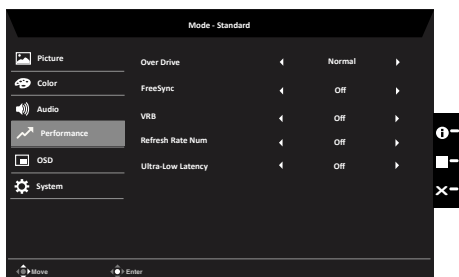 Mode - Standard
Picture
Color
Audio
Performance
OSD
System
Over Drive Normal
FreeSync Off
VRB Off
Refresh Rate Num Off
Ultra-Low Latency Off
Move Enter